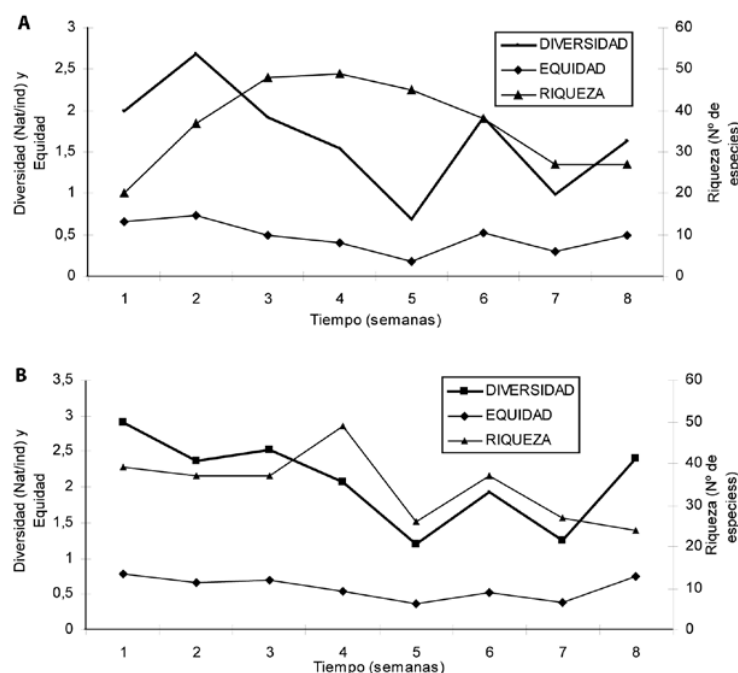 A
3
2,5
2
1,5
1
0,5
0
Diversidad (Nat/ind) y
Equidad
DIVERSIDAD
EQUIDAD
RIQUEZA
60
50
40
30
20
10
0
Riqueza (Nº de
especies)
1 2 3 4 5 6 7 8
Tiempo (semanas)
B
3,5
3
2,5
2
1,5
1
0,5
0
Diversidad (Nat/ind) y
Equidad
DIVERSIDAD
EQUIDAD
RIQUEZA
60
50
40
30
20
10
0
Riqueza (Nº de
especiess)
1 2 3 4 5 6 7 8
Tiempo (semanas)